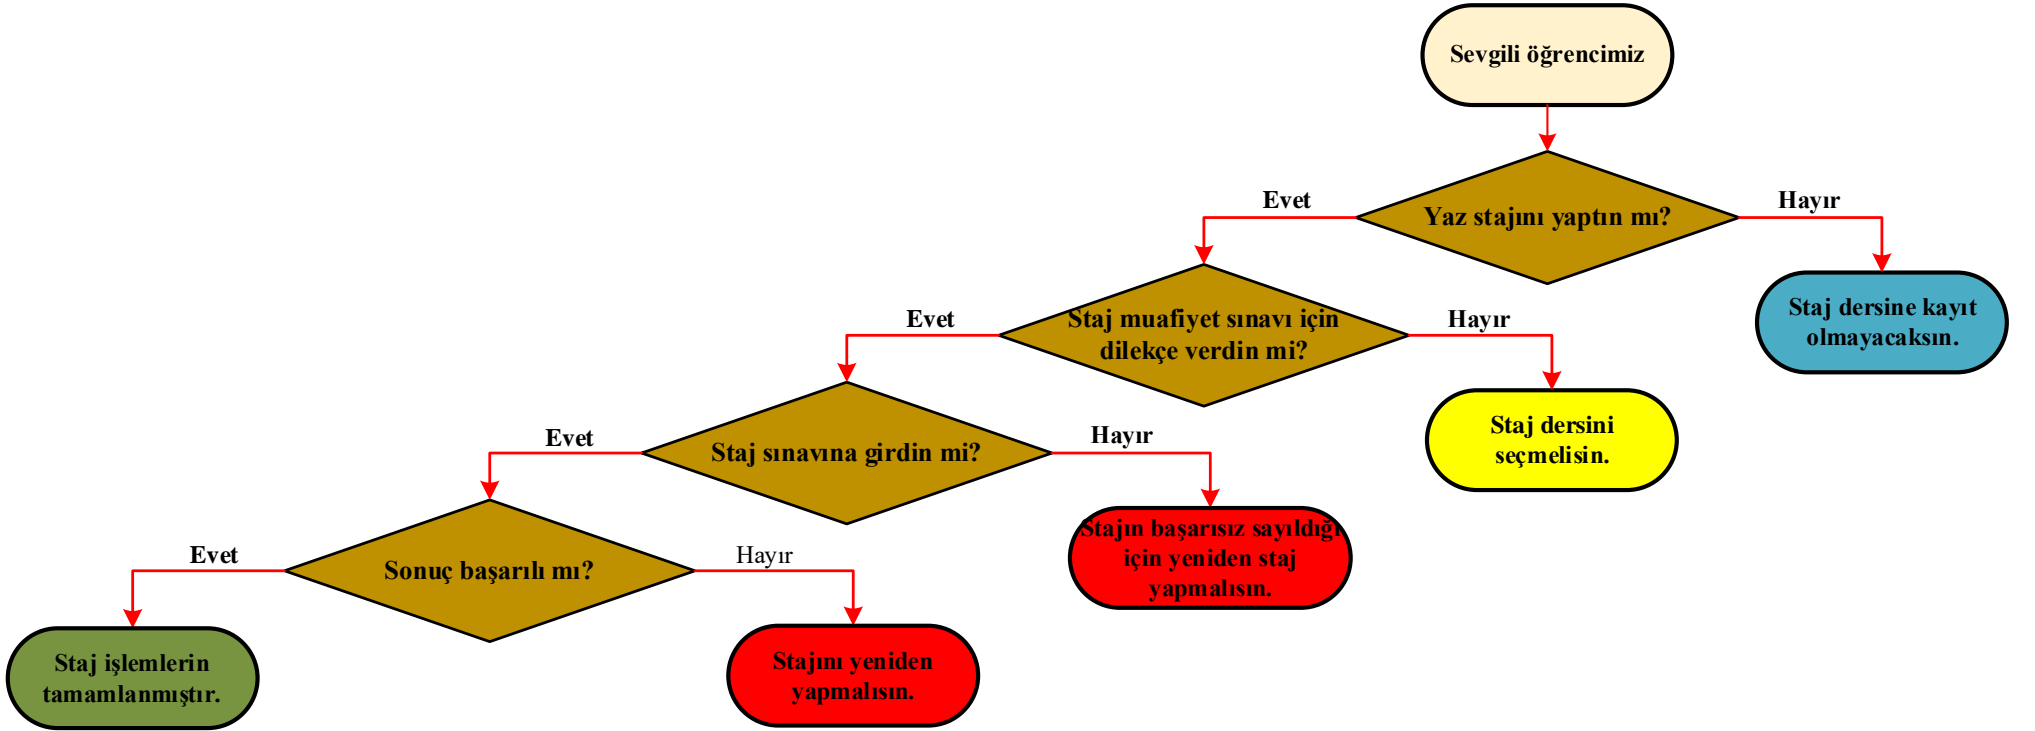 Sevgili öğrencimiz
Evet
Yaz stajını yaptın mı?
Hayır
Evet
Staj muafiyet sınavı için
dilekçe verdin mi?
Hayır
Staj dersine kayıt
olmayacaksın.
Evet
Staj sınavına girdin mi?
Hayır
Staj dersini
seçmelisin.
Evet
Sonuç başarılı mı?
Hayır
Stajın başarısız sayıldığı
için yeniden staj
yapmalısın.
Staj işlemlerin
tamamlanmıştır.
Stajını yeniden
yapmalısın.